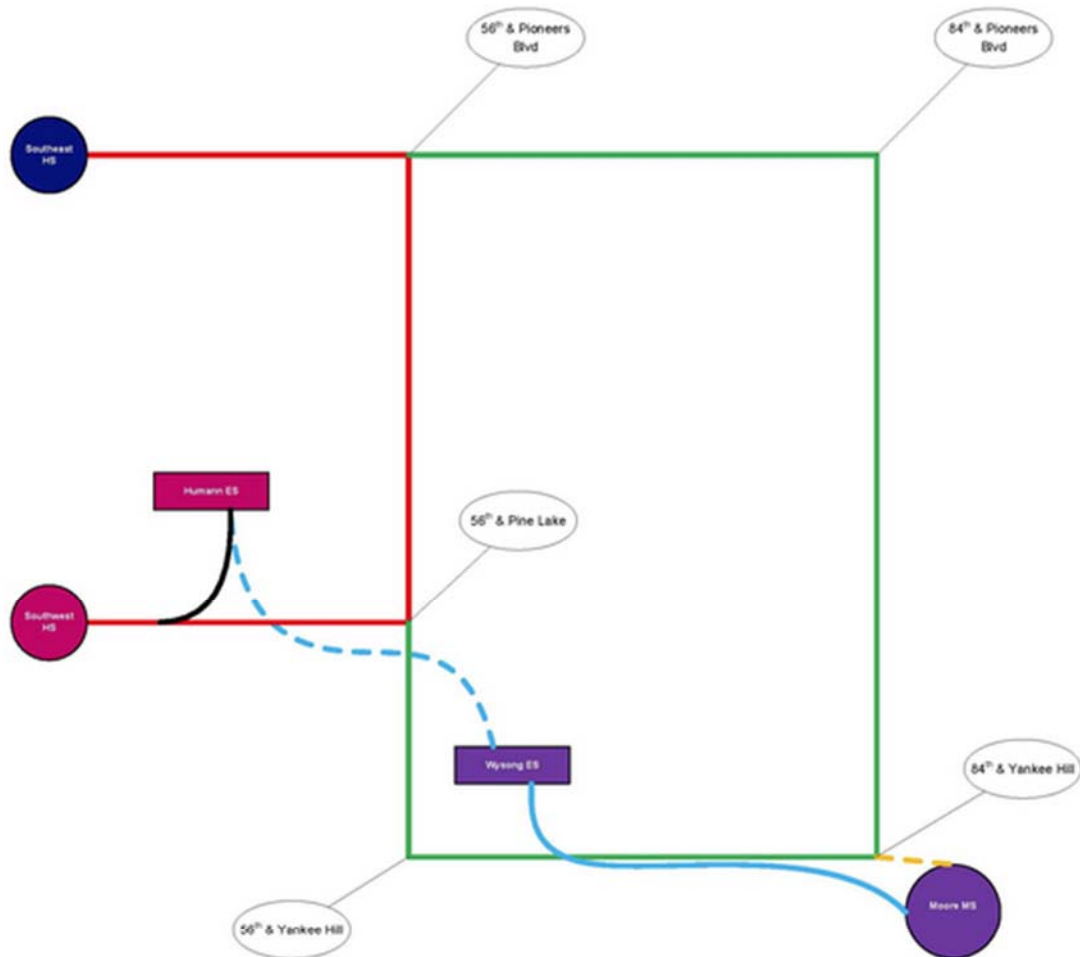 56th & Pioneers
Blvd
84th & Pioneers
Blvd
Southeast
HS
Humann ES
56th & Pine Lake
Southwest
HS
Wysong ES
84th & Yankee Hill
Moore MS
56th & Yankee Hill